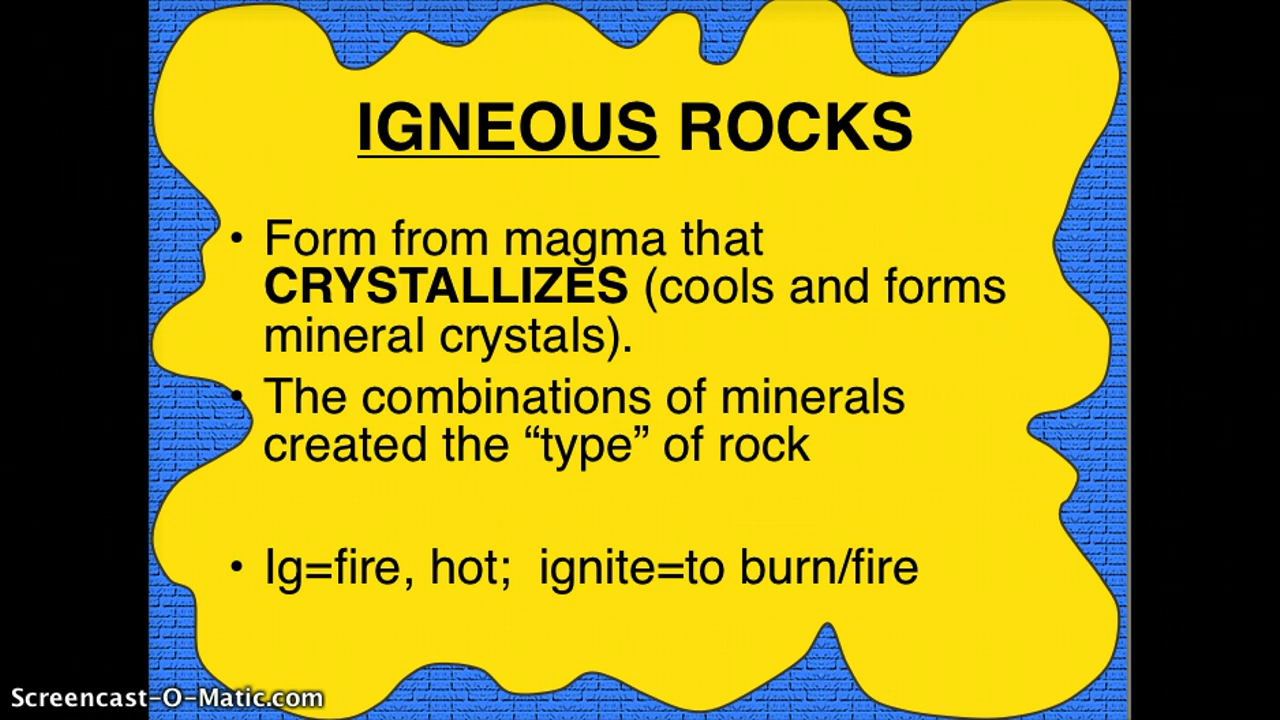 IGNEOUS ROCKS
• Form from magma that
CRYSTALLIZES (cools and forms
mineral crystals).
• The combinations of minerals
created the “type” of rock
• Ig=fire, hot;  ignite=to burn/fire
Screencast-O-Matic.com